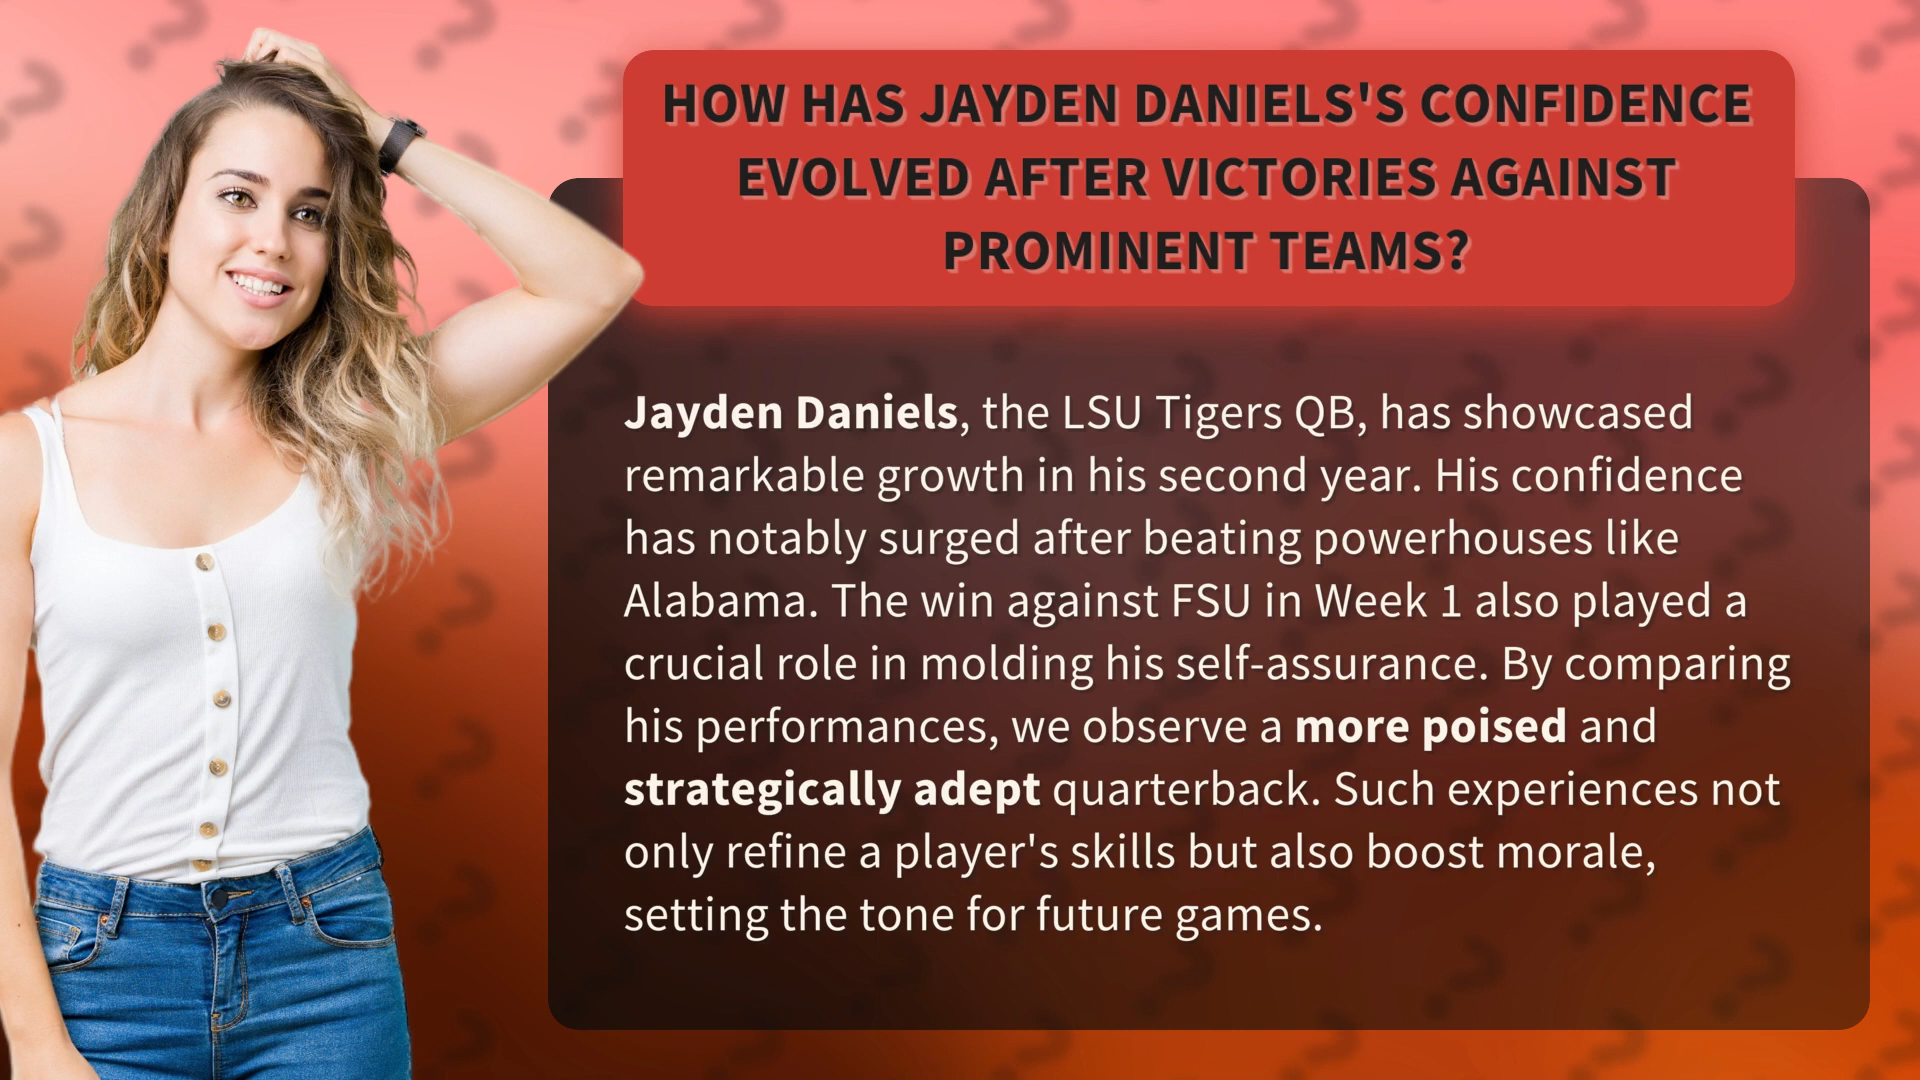 HOW HAS JAYDEN DANIELS'S CONFIDENCE
EVOLVED AFTER VICTORIES AGAINST
PROMINENT TEAMS?
Jayden Daniels, the LSU Tigers QB, has showcased
remarkable growth in his second year. His confidence
has notably surged after beating powerhouses like
Alabama. The win against FSU in Week 1 also played a
crucial role in molding his self-assurance. By comparing
his performances, we observe a more poised and
strategically adept quarterback. Such experiences not
only refine a player's skills but also boost morale,
setting the tone for future games.